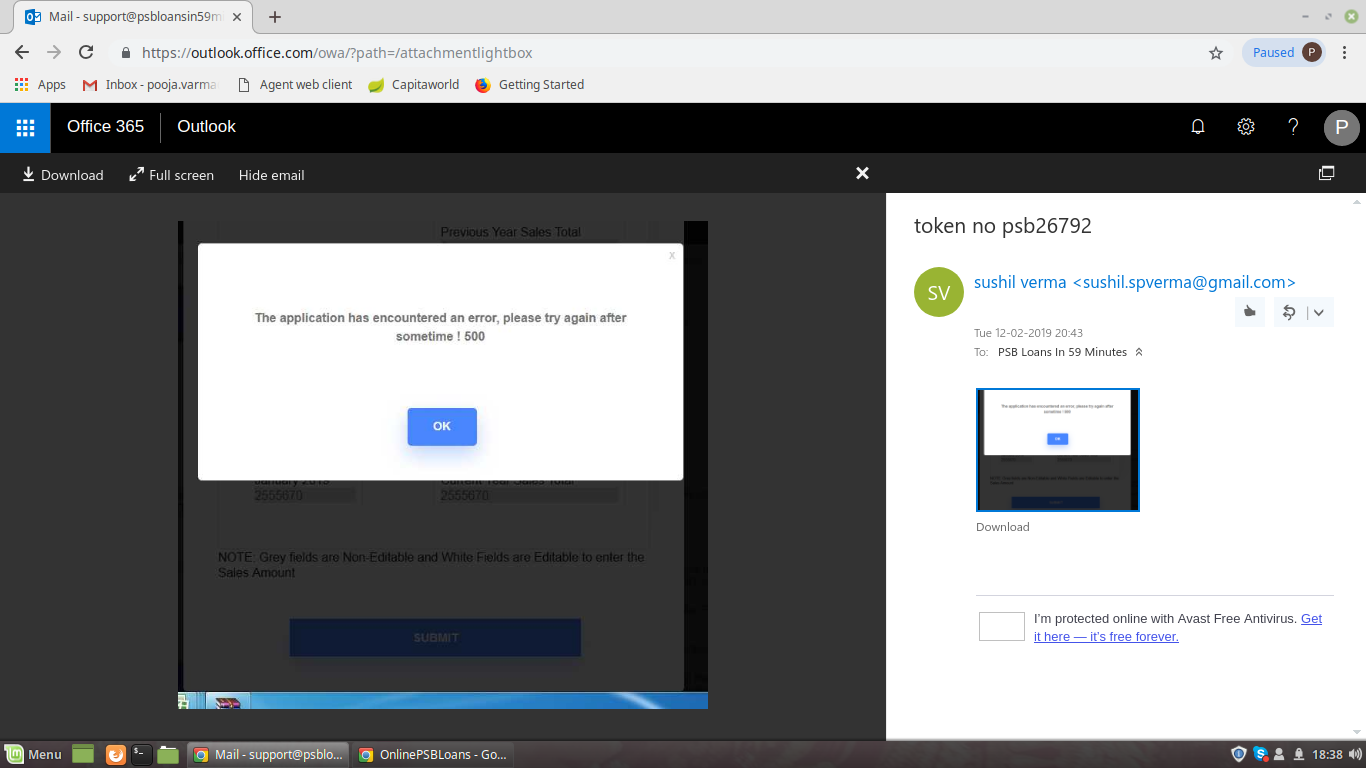 Mail - support@psbloansin59m
https://outlook.office.com/owa/?path=/attachmentlightbox
Paused P
Apps
Inbox - pooja.varma
Agent web client
Capitaworld
Getting Started
Office 365
Outlook
P
Download
Full screen
Hide email
token no psb26792
Previous Year Sales Total
x
The application has encountered an error, please try again after
sometime ! 500
OK
January 2019
Current Year Sales Total
2555670
2555670
NOTE: Grey fields are Non-Editable and White Fields are Editable to enter the
Sales Amount
SUBMIT
SV
sushil verma <sushil.spverma@gmail.com>
Tue 12-02-2019 20:43
To: PSB Loans In 59 Minutes
The application has encountered an error, please try again after
sometime ! 500
OK
Download
I'm protected online with Avast Free Antivirus. Get
it here — it's free forever.
Menu
Mail - support@psblo...
OnlinePSBLoans - Go...
18:38